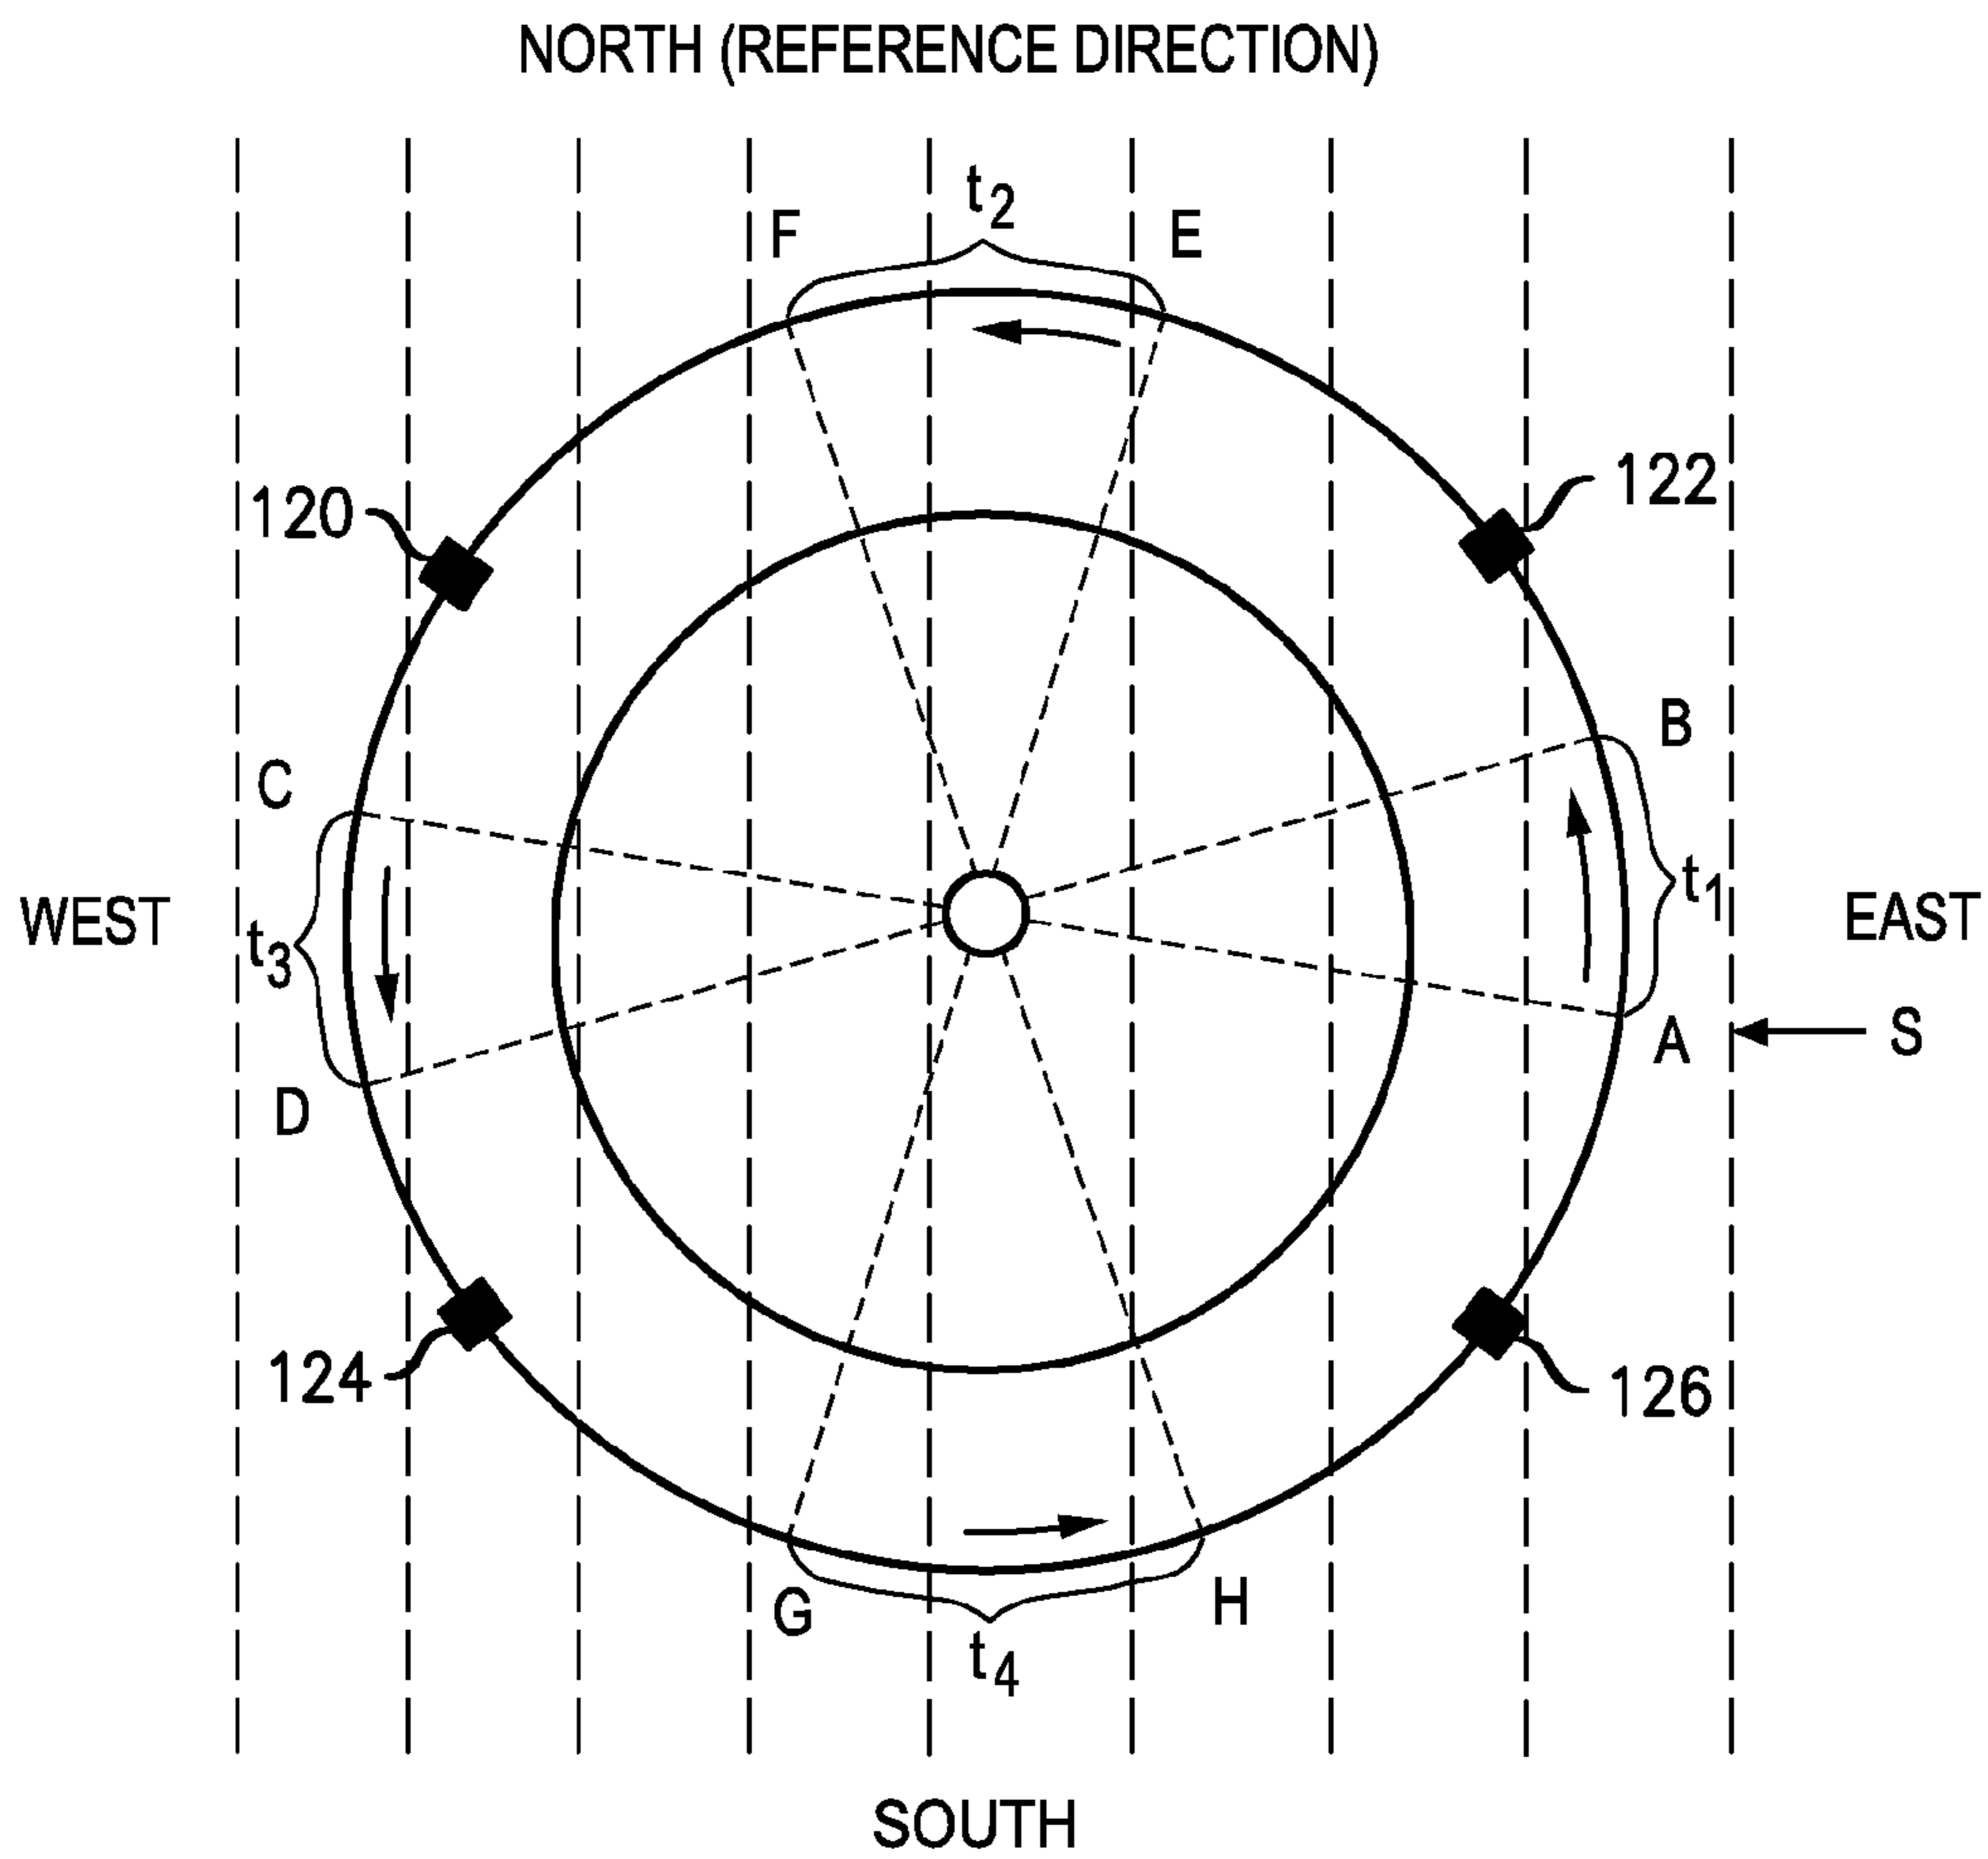 NORTH (REFERENCE DIRECTION)
t2
F
E
120
122
B
C
t1
WEST
t3
EAST
A
S
D
124
126
G
H
t4
SOUTH